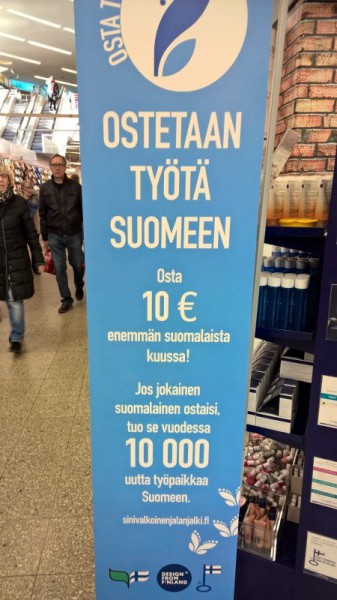 OSTA
OSTETAAN
TYÖTÄ
SUOMEEN
Osta
10 €
enemmän suomalaista
kuussa!
Jos jokainen
suomalainen ostaisi,
tuo se vuodessa
10 000
uutta työpaikkaa
Suomeen.
sinivalkoinenjalanjalki.fi
DESIGN
FROM
FINLAND